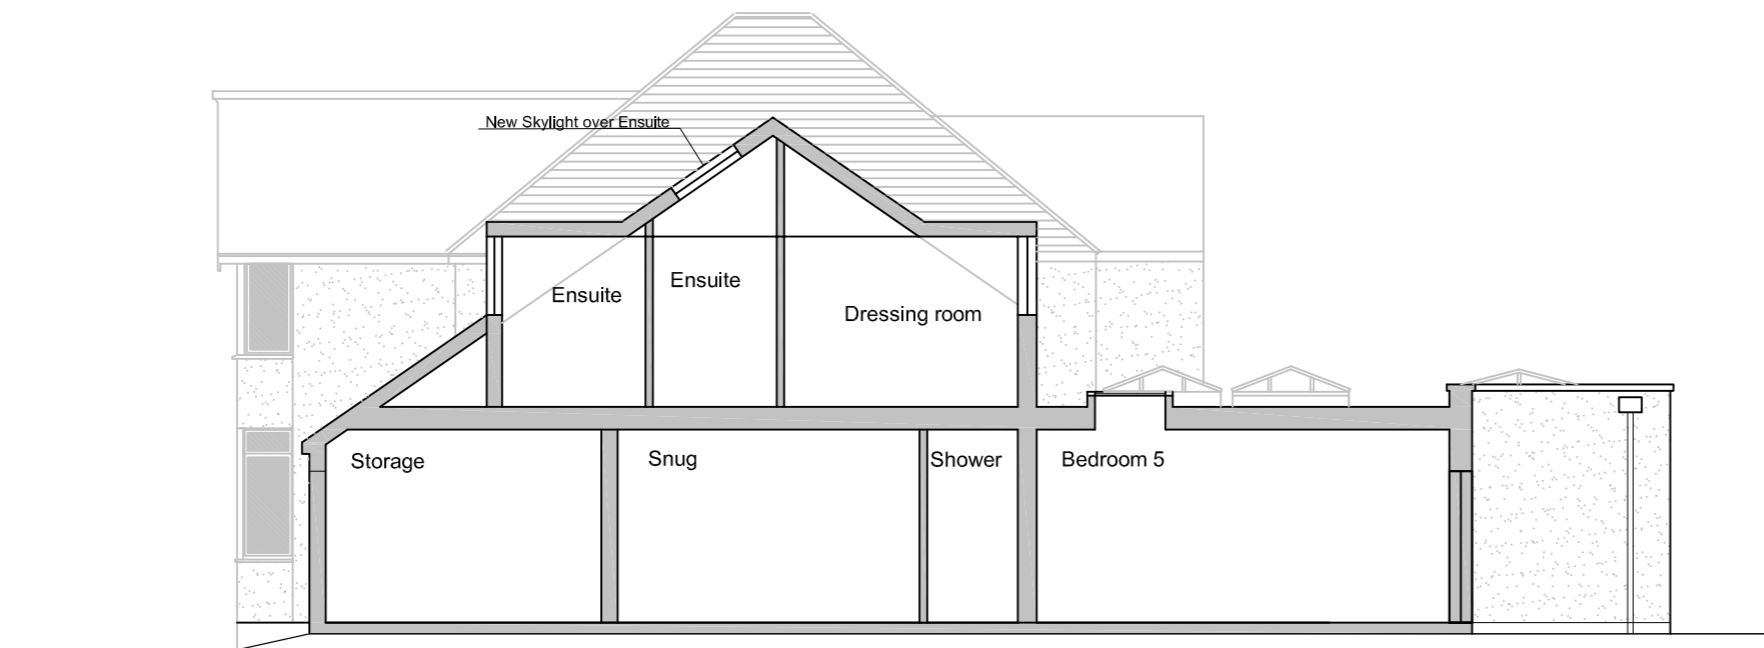 New Skylight over Ensuite
Ensuite
Ensuite
Dressing room
Storage
Snug
Shower
Bedroom 5